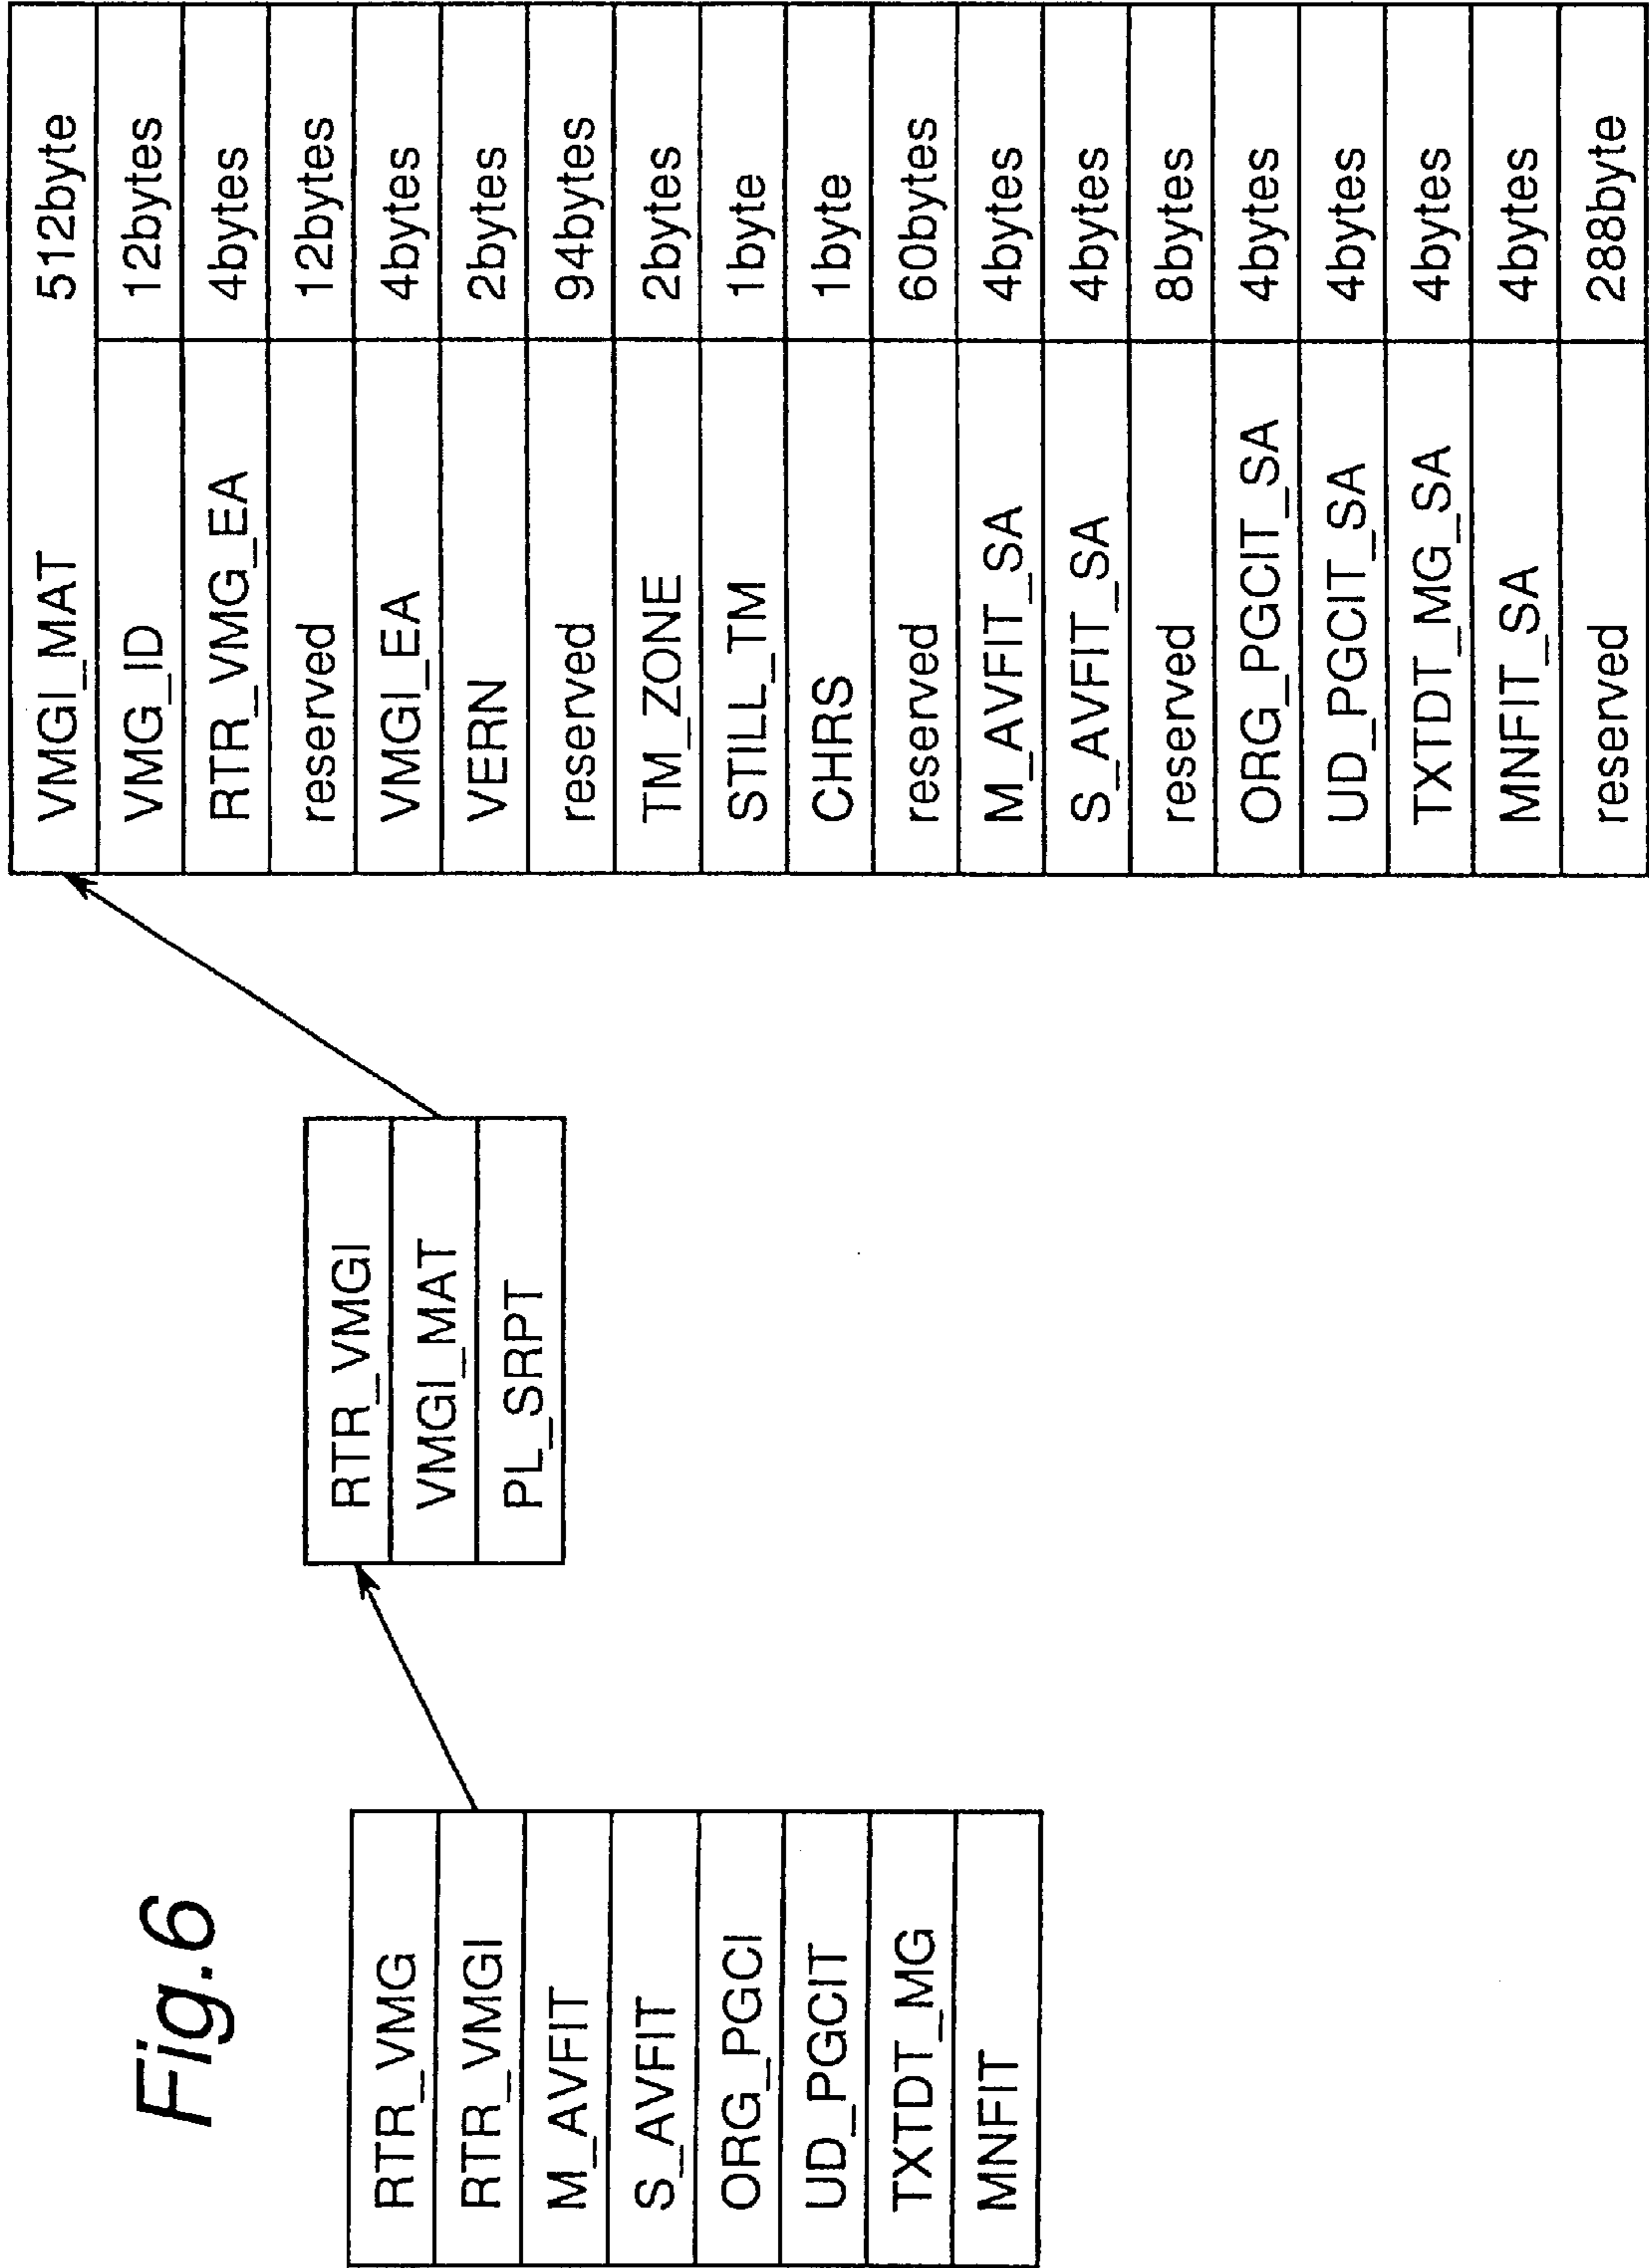 Fig.6
RTR_VMG
RTR_VMGI
M_AVFIT
S_AVFIT
ORG_PGCI
UD_PGCIT
TXTDT_MG
MNFIT
RTR_VMGI
VMGI_MAT
PL_SRPT
VMGI_MAT 512byte
VMG_ID 12bytes
RTR_VMG_EA 4bytes
reserved 12bytes
VMGI_EA 4bytes
VERN 2bytes
reserved 94bytes
TM_ZONE 2bytes
STILL_TM 1byte
CHRS 1byte
reserved 60bytes
M_AVFIT_SA 4bytes
S_AVFIT_SA 4bytes
reserved 8bytes
ORG_PGCIT_SA 4bytes
UD_PGCIT_SA 4bytes
TXTDT_MG_SA 4bytes
MNFIT_SA 4bytes
reserved 288byte